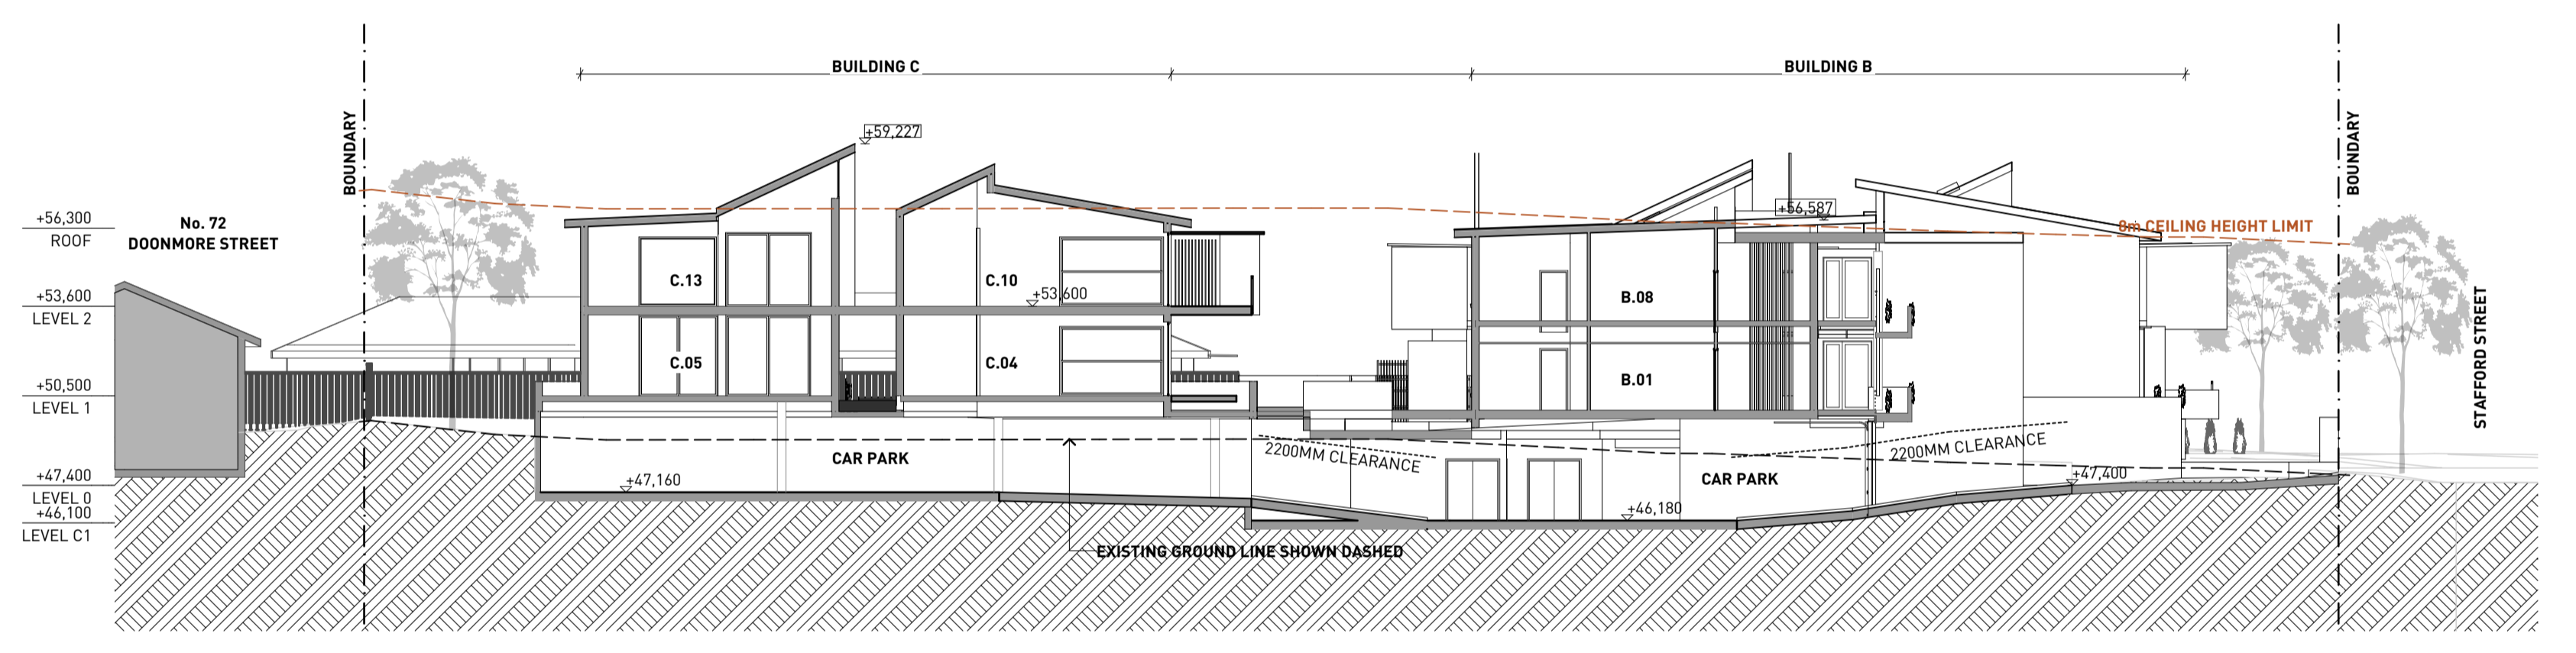 BUILDING C
BUILDING B
BOUNDARY
BOUNDARY
+59,227
+56,300
ROOF
No. 72
DOONMORE STREET
+56,587
8m CEILING HEIGHT LIMIT
+53,600
LEVEL 2
C.13
C.10
+53,600
B.08
STAFFORD STREET
+50,500
LEVEL 1
C.05
C.04
B.01
+47,400
LEVEL 0
+46,100
LEVEL C1
CAR PARK
+47,160
2200MM CLEARANCE
CAR PARK
2200MM CLEARANCE
+47,400
+46,180
EXISTING GROUND LINE SHOWN DASHED